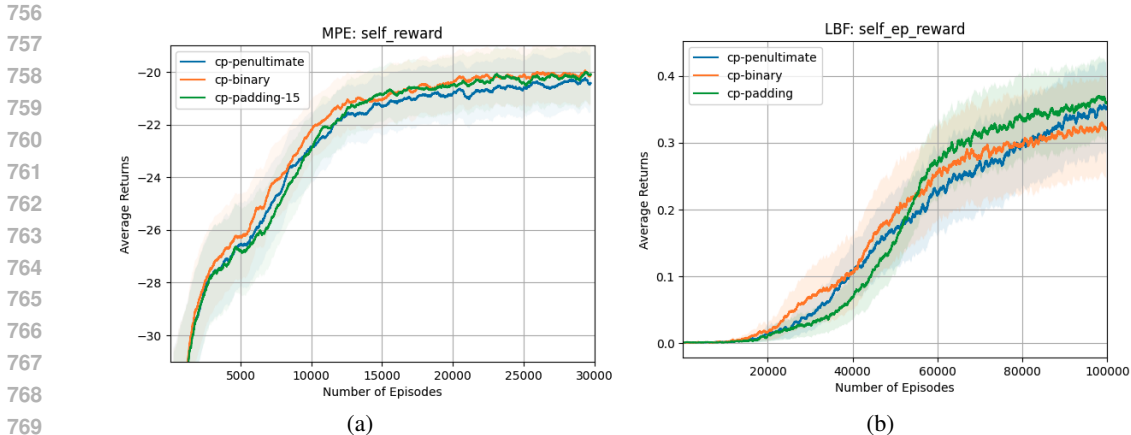 756
757
758
759
760
761
762
763
764
765
766
767
768
769
MPE: self_reward
cp-penultimate
cp-binary
cp-padding-15
Average Returns
−20
−22
−24
−26
−28
−30
5000 10000 15000 20000 25000 30000
Number of Episodes
(a)
LBF: self_ep_reward
cp-penultimate
cp-binary
cp-padding
Average Returns
0.4
0.3
0.2
0.1
0.0
20000 40000 60000 80000 100000
Number of Episodes
(b)